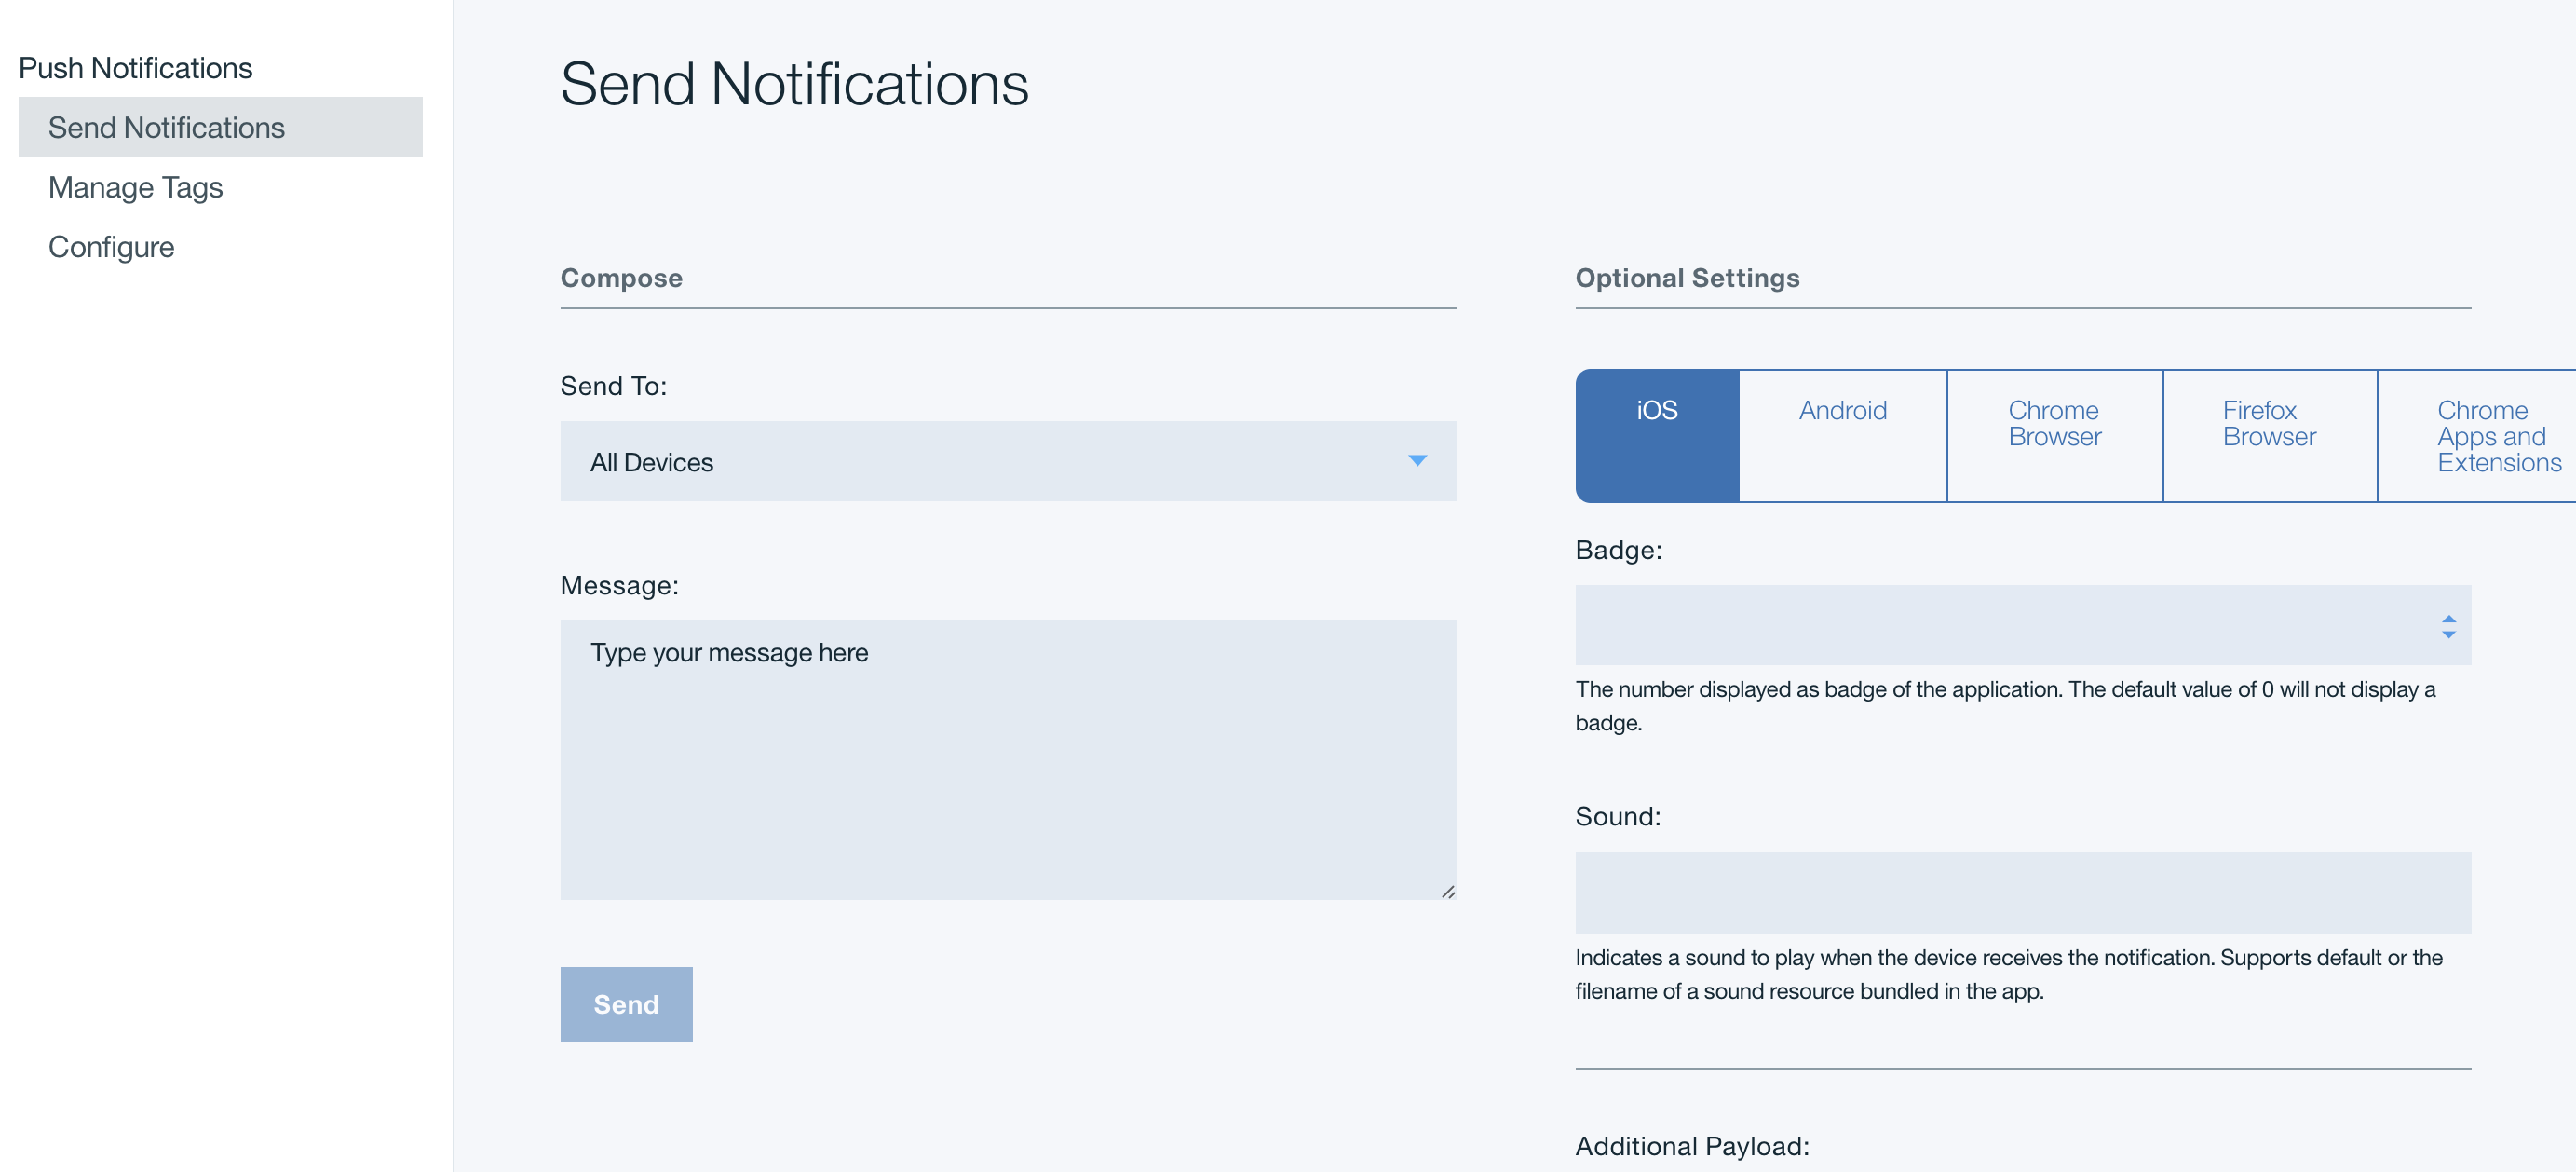 Push Notifications
Send Notifications
Manage Tags
Configure
Send Notifications
Compose
Send To:
All Devices
Message:
Type your message here
Send
Optional Settings
iOS
Android
Chrome
Browser
Firefox
Browser
Chrome
Apps and
Extensions
Badge:
The number displayed as badge of the application. The default value of 0 will not display a
badge.
Sound:
Indicates a sound to play when the device receives the notification. Supports default or the
filename of a sound resource bundled in the app.
Additional Payload: